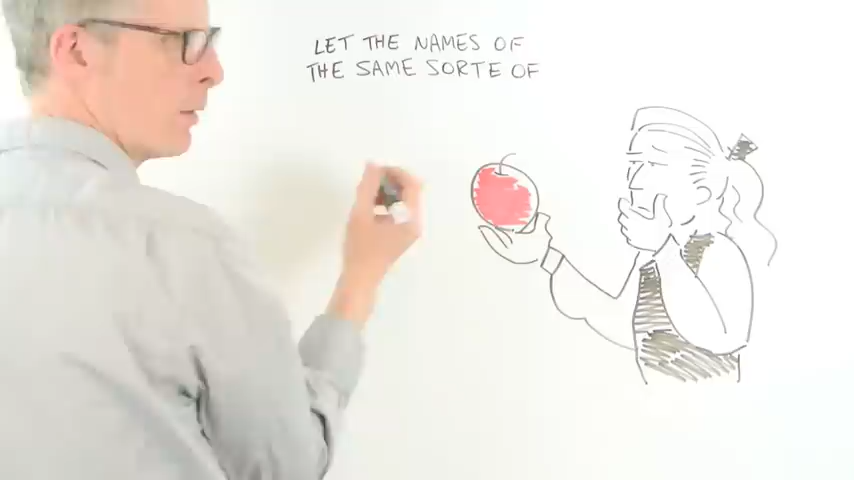 LET THE NAMES OF
THE SAME SORTE OF